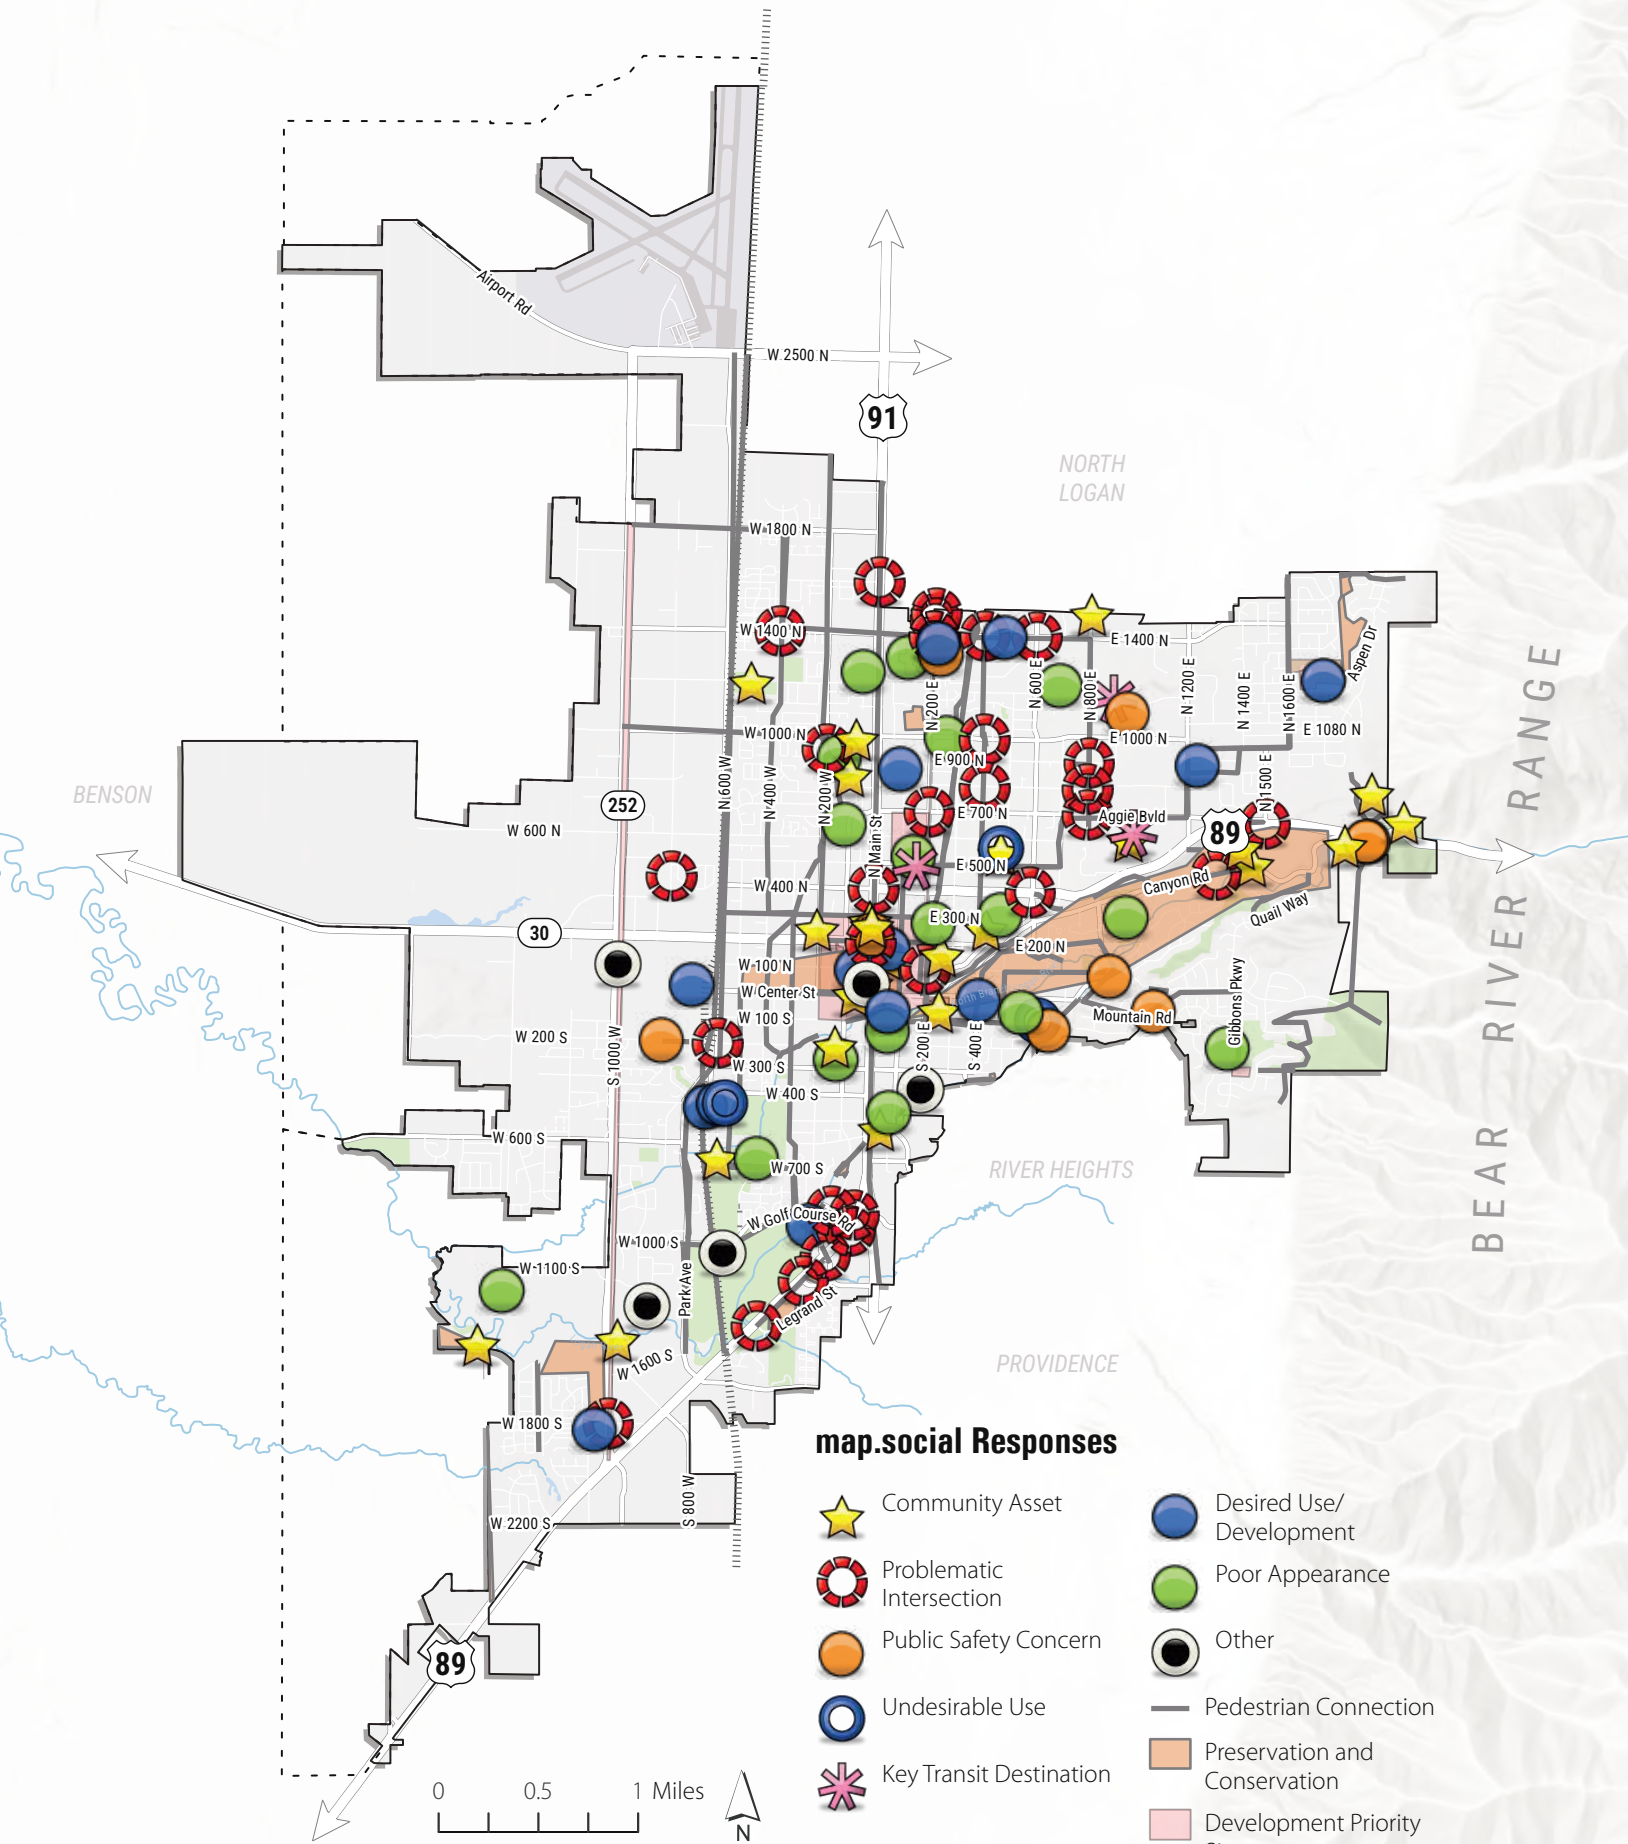 Airport Rd
W 2500 N
91
NORTH
LOGAN
W 1800 N
W 1400 N
E 1400 N
Aspen Dr
N 200 E
N 600 E
N 800 E
N 1200 E
N 1400 E
N 1600 E
W 1000 N
E 1000 N
E 1080 N
E 900 N
N 600 W
N 400 W
N 200 W
N Main St
N 1500 E
BENSON
252
W 600 N
E 700 N
Aggie Bvld
89
E 500 N
W 400 N
Canyon Rd
Quail Way
30
E 300 N
E 200 N
W 100 N
W Center St
W 100 S
North Branch
Mountain Rd
Gibbons Pkwy
W 200 S
S 1000 W
W 300 S
S 200 E
S 400 E
W 400 S
W 600 S
W 700 S
RIVER HEIGHTS
W Golf Course Rd
W 1000 S
W 1100 S
Park Ave
Legrand St
PROVIDENCE
W 1600 S
W 1800 S
S 800 W
W 2200 S
89
BEAR RIVER RANGE
map.social Responses
Community Asset
Problematic
Intersection
Public Safety Concern
Undesirable Use
Key Transit Destination
Desired Use/
Development
Poor Appearance
Other
Pedestrian Connection
Preservation and
Conservation
Development Priority
0 0.5 1 Miles
N